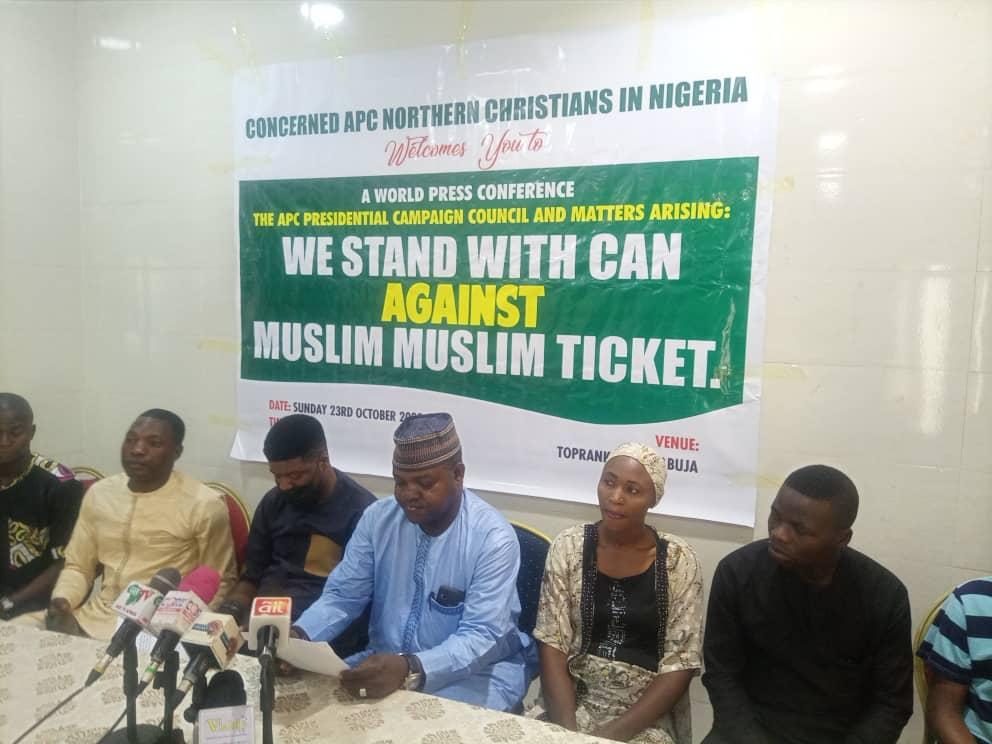 CONCERNED APC NORTHERN CHRISTIANS IN NIGERIA
Welcomes You to
A WORLD PRESS CONFERENCE
THE APC PRESIDENTIAL CAMPAIGN COUNCIL AND MATTERS ARISING:
WE STAND WITH CAN
AGAINST
MUSLIM MUSLIM TICKET.
DATE: SUNDAY 23RD OCTOBER
VENUE:
TOPRANK
ait